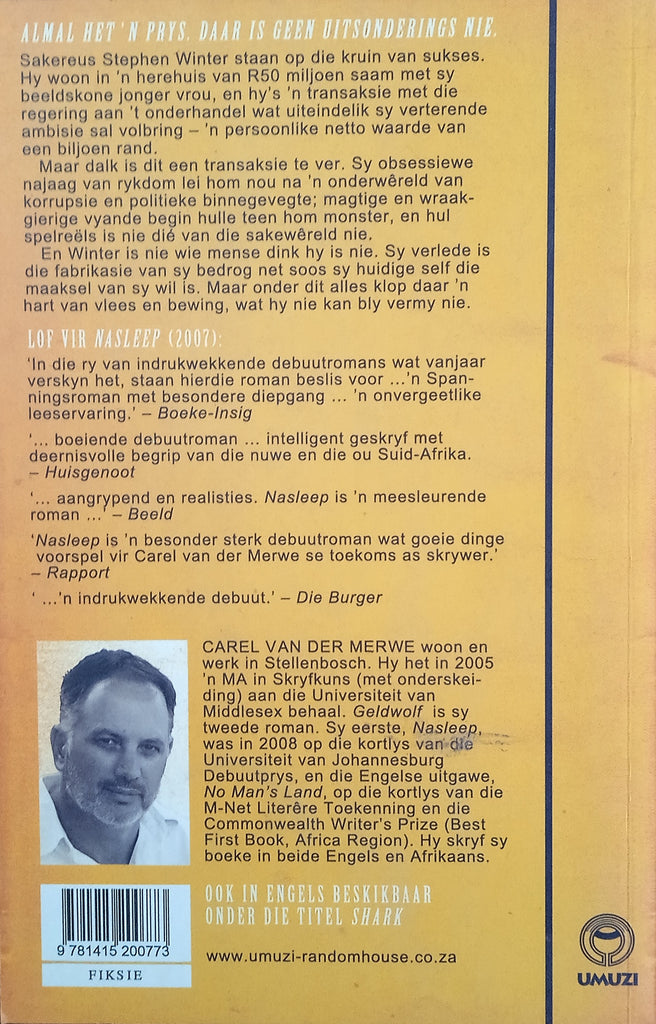 ALMAL HET 'N PRYS. DAAR IS GEEN UITSONDERINGS NIE.
Sakereus Stephen Winter staan op die kruin van sukses.
Hy woon in 'n herehuis van R50 miljoen saam met sy
beeldskone jonger vrou, en hy's 'n transaksie met die
regering aan 't onderhandel wat uiteindelik sy verterende
ambisie sal volbring – 'n persoonlike netto waarde van
een biljoen rand.
Maar dalk is dit een transaksie te ver. Sy obsessiewe
najaag van rykdom lei hom nou na 'n onderwêreld van
korrupsie en politieke binnegevegte; magtige en wraak-
gierige vyande begin hulle teen hom monster, en hul
spelreëls is nie dié van die sakewêreld nie.
En Winter is nie wie mense dink hy is nie. Sy verlede is
die fabrikasie van sy bedrog net soos sy huidige self die
maaksel van sy wil is. Maar onder dit alles klop daar 'n
hart van vlees en bewing, wat hy nie kan bly vermy nie.
LOF VIR NASLEEP (2007):
'In die ry van indrukwekkende debuutromans wat vanjaar
verskyn het, staan hierdie roman beslis voor ...'n Span-
ningsroman met besondere diepgang ... 'n onvergeetlike
leeservaring.' – Boeke-Insig
'... boeiende debuutroman ... intelligent geskryf met
deernisvolle begrip van die nuwe en die ou Suid-Afrika.
– Huisgenoot
'... aangrypend en realisties. Nasleep is 'n meesleurende
roman ...' – Beeld
'Nasleep is 'n besonder sterk debuutroman wat goeie dinge
voorspel vir Carel van der Merwe se toekoms as skrywer.'
– Rapport
' ...'n indrukwekkende debuut.' – Die Burger
CAREL VAN DER MERWE woon en
werk in Stellenbosch. Hy het in 2005
'n MA in Skryfkuns (met onderskei-
ding) aan die Universiteit van
Middlesex behaal. Geldwolf is sy
tweede roman. Sy eerste, Nasleep,
was in 2008 op die kortlys van die
Universiteit van Johannesburg
Debuutprys, en die Engelse uitgawe,
No Man's Land, op die kortlys van die
M-Net Literêre Toekenning en die
Commonwealth Writer's Prize (Best
First Book, Africa Region). Hy skryf sy
boeke in beide Engels en Afrikaans.
OOK IN ENGELS BESKIKBAAR
ONDER DIE TITEL SHARK
9 781415 200773
FIKSIE
www.umuzi-randomhouse.co.za
UMUZI